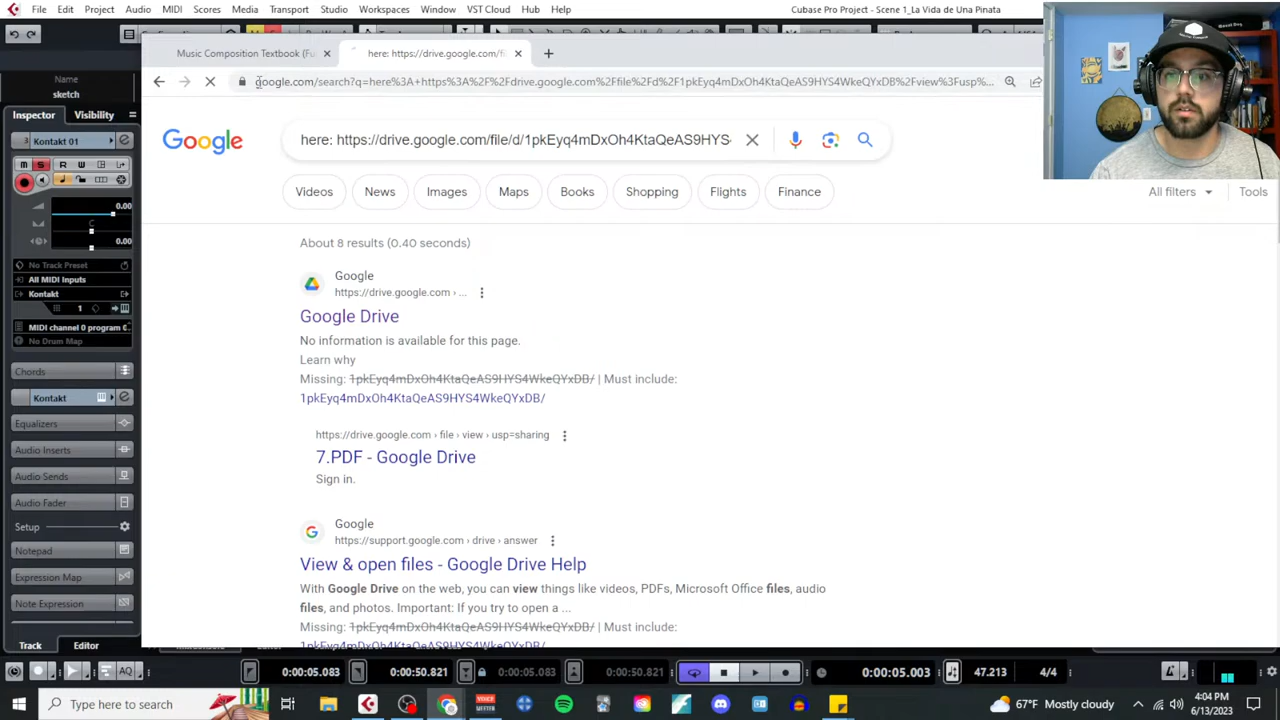 File Edit Project Audio MIDI Scores Media Transport Studio Workspaces Window VST Cloud Hub Help Cubase Pro Project - Scene 1_La Vida de Una Pinata
Music Composition Textbook (Fu here: https://drive.google.com/fi
google.com/search?q=here%3A+https%3A%2F%2Fdrive.google.com%2Ffile%2Fd%2F1pkEyq4mDxOh4KtaQeAS9HYS4WkeQYxDB%2Fview%3Fusp%...
Name
sketch
Inspector Visibility
Kontakt 01
m S R W
0.00
C
0.00
No Track Preset
All MIDI Inputs
Kontakt
1
MIDI channel 0 program 0
No Drum Map
Chords
Kontakt
Equalizers
Audio Inserts
Audio Sends
Audio Fader
Setup
Notepad
Expression Map
Note Expression
Track Editor
Google
here: https://drive.google.com/file/d/1pkEyq4mDxOh4KtaQeAS9HYS
Videos News Images Maps Books Shopping Flights Finance All filters Tools
About 8 results (0.40 seconds)
Google
https://drive.google.com › ...
Google Drive
No information is available for this page.
Learn why
Missing: 1pkEyq4mDxOh4KtaQeAS9HYS4WkeQYxDB/ | Must include:
1pkEyq4mDxOh4KtaQeAS9HYS4WkeQYxDB/
https://drive.google.com › file › view › usp=sharing
7.PDF - Google Drive
Sign in.
Google
https://support.google.com › drive › answer
View & open files - Google Drive Help
With Google Drive on the web, you can view things like videos, PDFs, Microsoft Office files, audio
files, and photos. Important: If you try to open a ...
Missing: 1pkEyq4mDxOh4KtaQeAS9HYS4WkeQYxDB/ | Must include:
1pkEyq4mDxOh4KtaQeAS9HYS4WkeQYxDB/
AQ 0:00:05.083 0:00:50.821 0:00:05.083 0:00:50.821 0:00:05.003 47.213 4/4
Type here to search
67°F Mostly cloudy
4:04 PM
6/13/2023